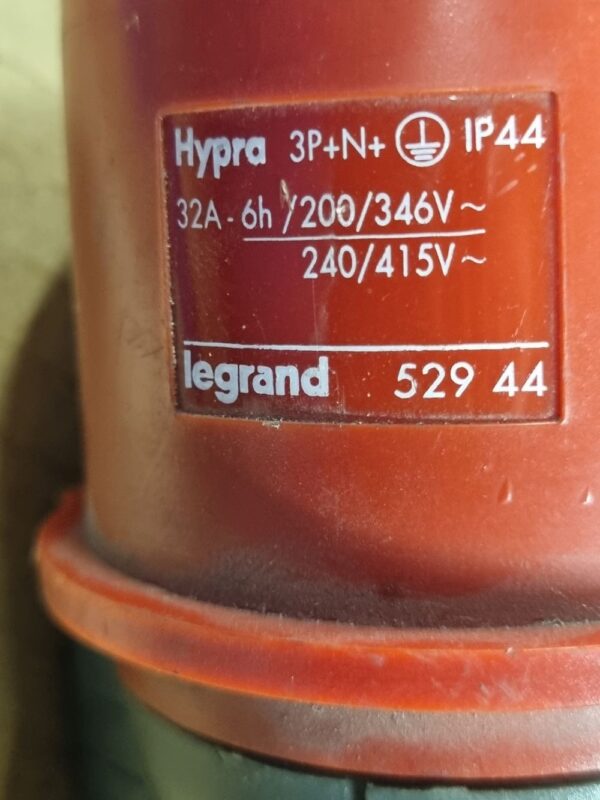 Hypra 3P+N+ ⏚ IP44
32A - 6h /200/346V~
240/415V~
legrand 529 44